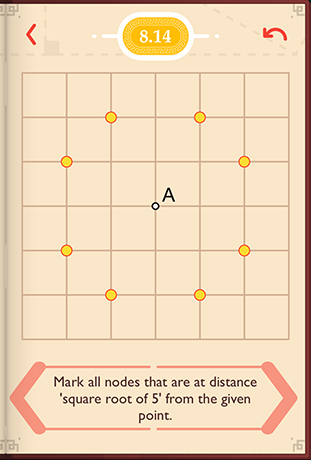 8.14
A
Mark all nodes that are at distance
'square root of 5' from the given
point.